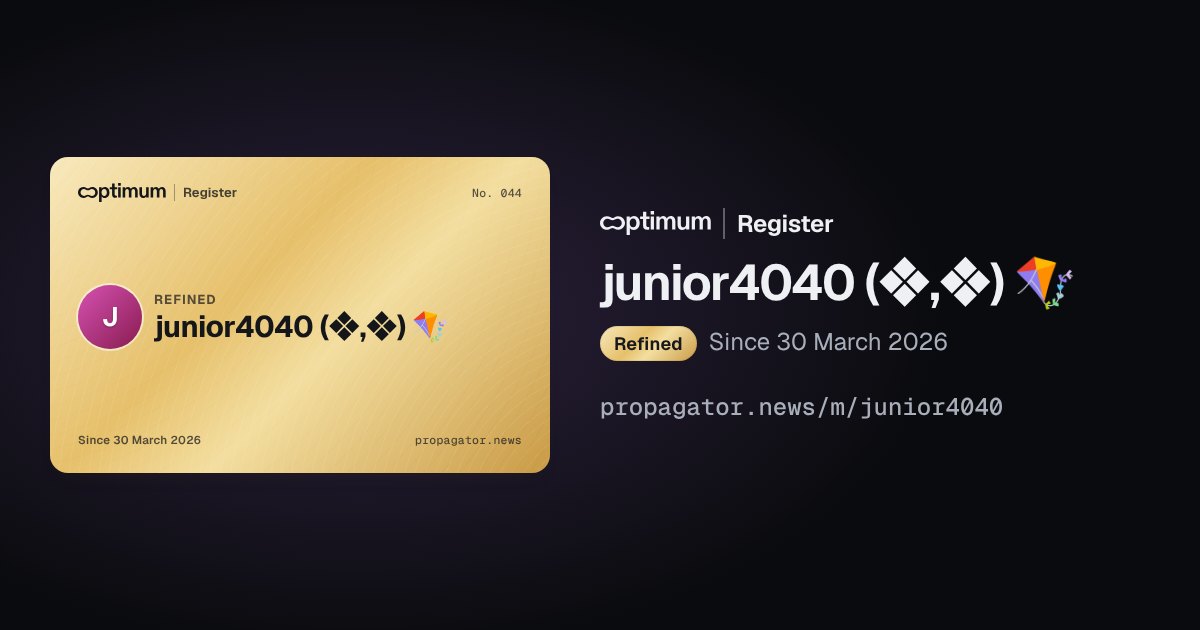 optimum | Register
No. 044
J
REFINED
junior4040 (❖,❖) 🪁
Since 30 March 2026
propagator.news
optimum | Register
junior4040 (❖,❖) 🪁
Refined Since 30 March 2026
propagator.news/m/junior4040